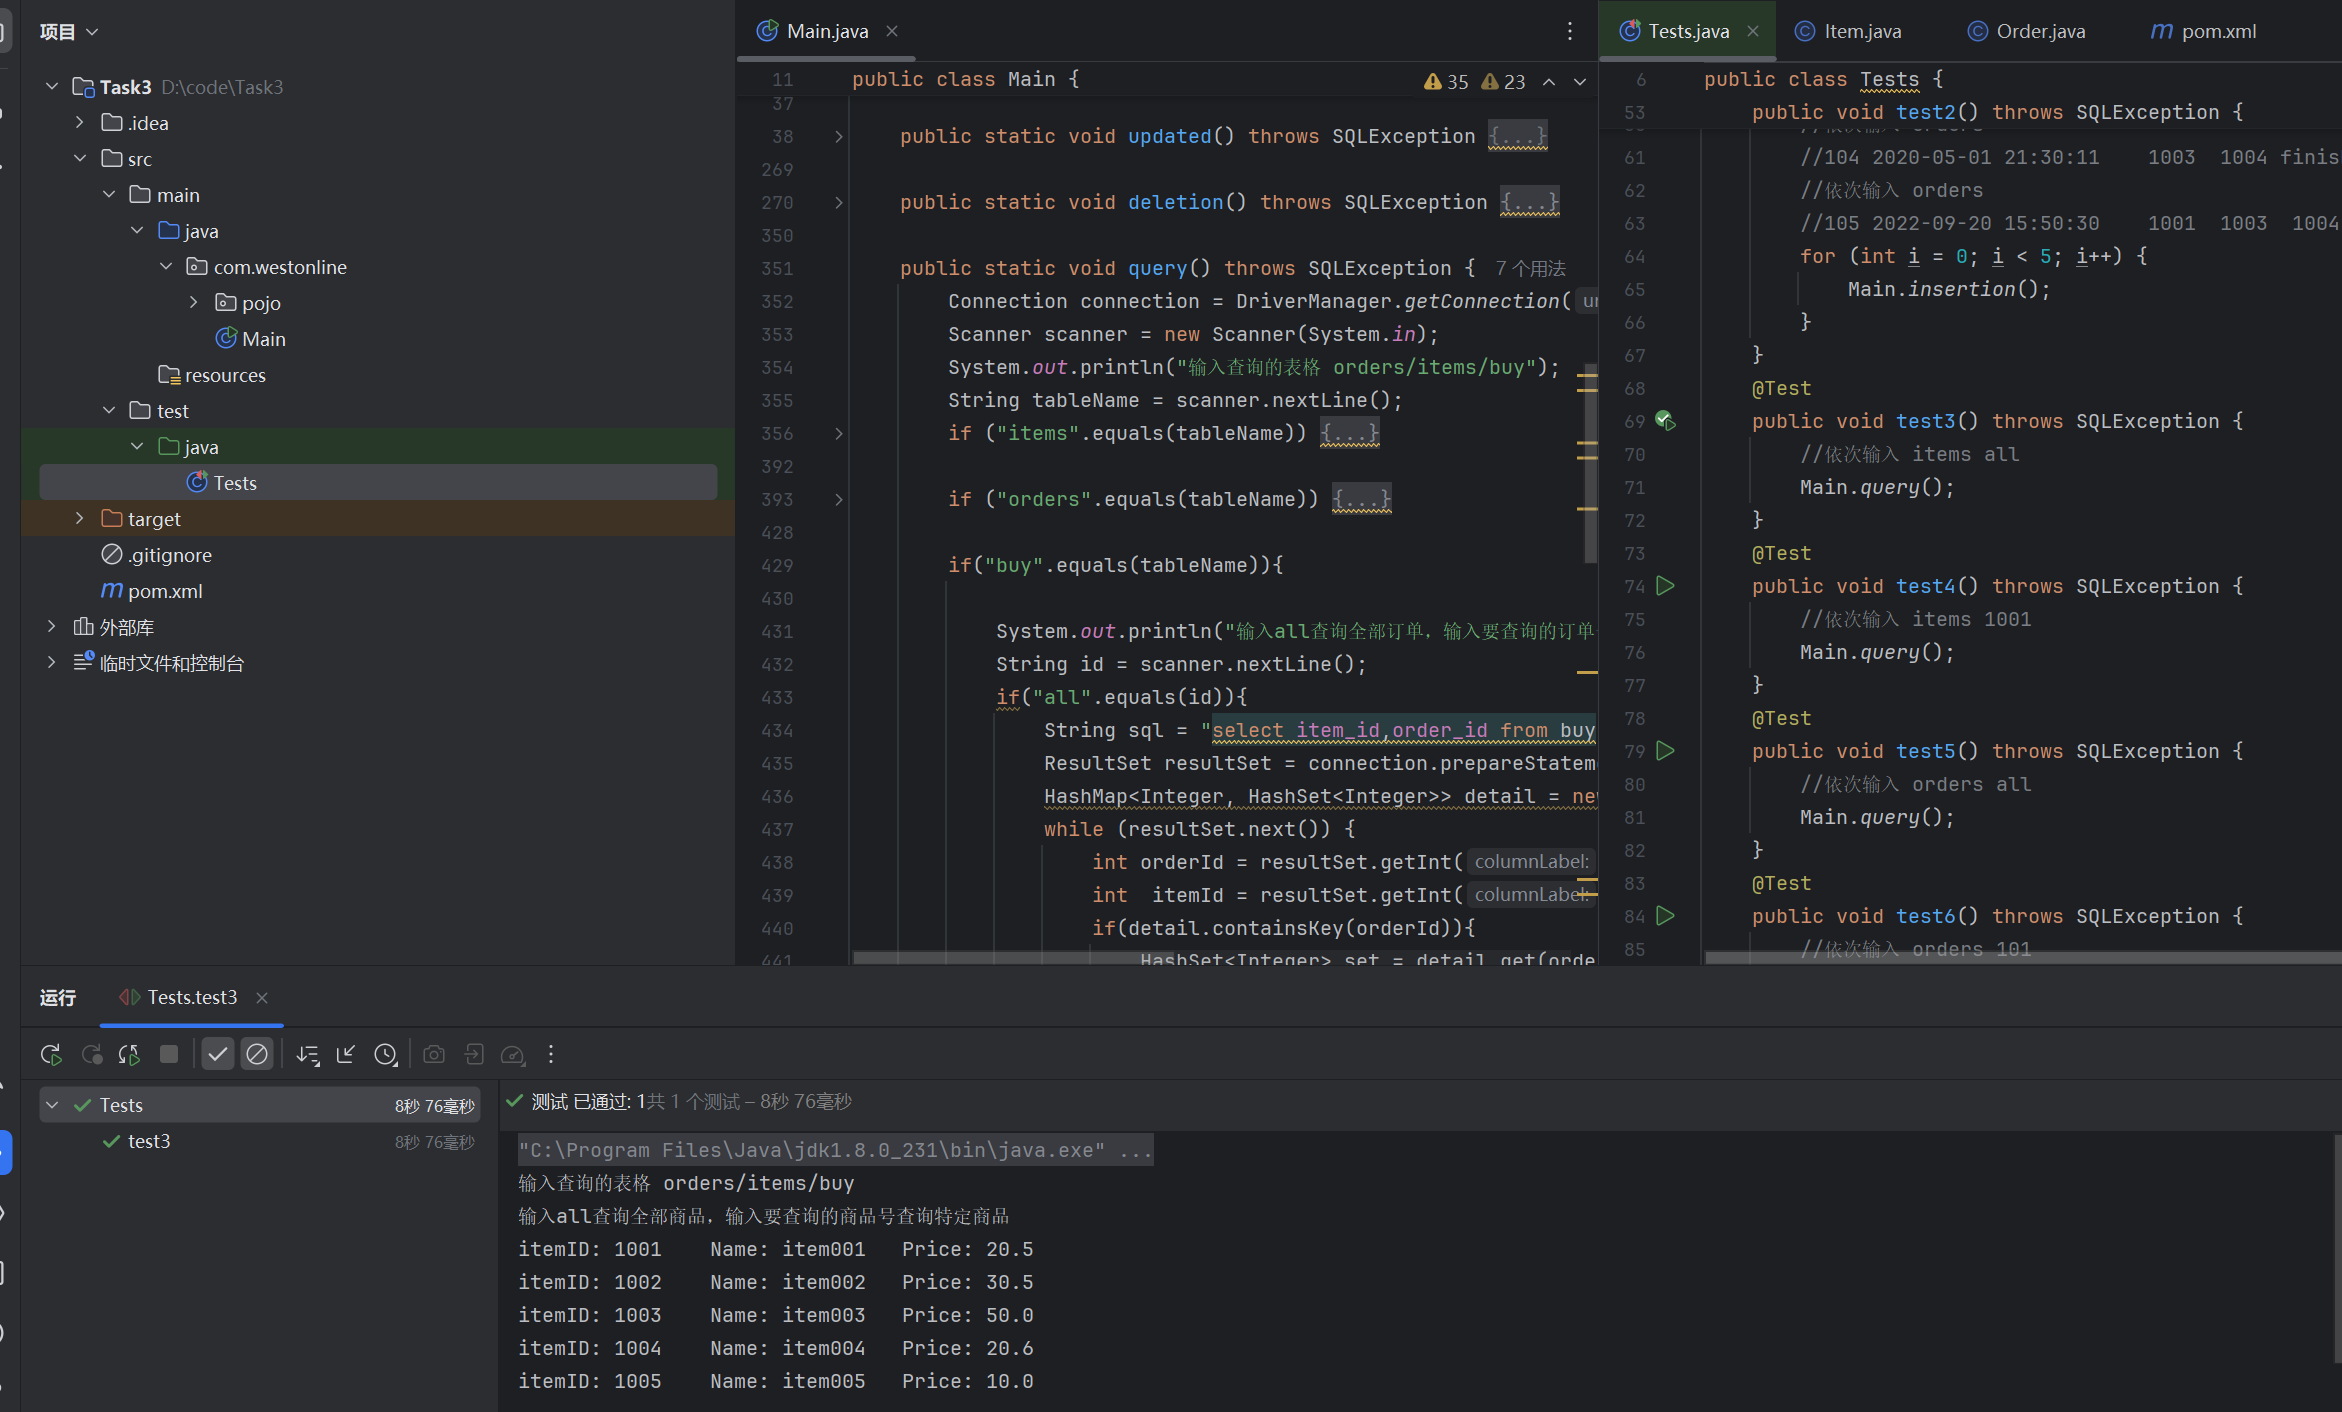 项目
Task3 D:\code\Task3
.idea
src
main
java
com.westonline
pojo
Main
resources
test
java
Tests
target
.gitignore
pom.xml
外部库
临时文件和控制台
Main.java
35 23
11 public class Main {
37
38 public static void updated() throws SQLException {...}
269
270 public static void deletion() throws SQLException {...}
350
351 public static void query() throws SQLException { 7 个用法
352 Connection connection = DriverManager.getConnection(
353 Scanner scanner = new Scanner(System.in);
354 System.out.println("输入查询的表格 orders/items/buy");
355 String tableName = scanner.nextLine();
356 if ("items".equals(tableName)) {...}
392
393 if ("orders".equals(tableName)) {...}
428
429 if("buy".equals(tableName)){
430
431 System.out.println("输入all查询全部订单，输入要查询的订单
432 String id = scanner.nextLine();
433 if("all".equals(id)){
434 String sql = "select item_id,order_id from buy
435 ResultSet resultSet = connection.prepareStatem
436 HashMap<Integer, HashSet<Integer>> detail = new
437 while (resultSet.next()) {
438 int orderId = resultSet.getInt( columnLabel:
439 int itemId = resultSet.getInt( columnLabel:
440 if(detail.containsKey(orderId)){
441 HashSet<Integer> set = detail.get(orde
Tests.java
Item.java
Order.java
pom.xml
6 public class Tests {
53 public void test2() throws SQLException {
61 //104 2020-05-01 21:30:11 1003 1004 finis
62 //依次输入 orders
63 //105 2022-09-20 15:50:30 1001 1003 1004
64 for (int i = 0; i < 5; i++) {
65 Main.insertion();
66 }
67 }
68 @Test
69 public void test3() throws SQLException {
70 //依次输入 items all
71 Main.query();
72 }
73 @Test
74 public void test4() throws SQLException {
75 //依次输入 items 1001
76 Main.query();
77 }
78 @Test
79 public void test5() throws SQLException {
80 //依次输入 orders all
81 Main.query();
82 }
83 @Test
84 public void test6() throws SQLException {
85 //依次输入 orders 101
运行
Tests.test3
Tests 8秒 76毫秒
test3 8秒 76毫秒
测试 已通过: 1共 1 个测试 – 8秒 76毫秒
"C:\Program Files\Java\jdk1.8.0_231\bin\java.exe" ...
输入查询的表格 orders/items/buy
输入all查询全部商品，输入要查询的商品号查询特定商品
itemID: 1001 Name: item001 Price: 20.5
itemID: 1002 Name: item002 Price: 30.5
itemID: 1003 Name: item003 Price: 50.0
itemID: 1004 Name: item004 Price: 20.6
itemID: 1005 Name: item005 Price: 10.0